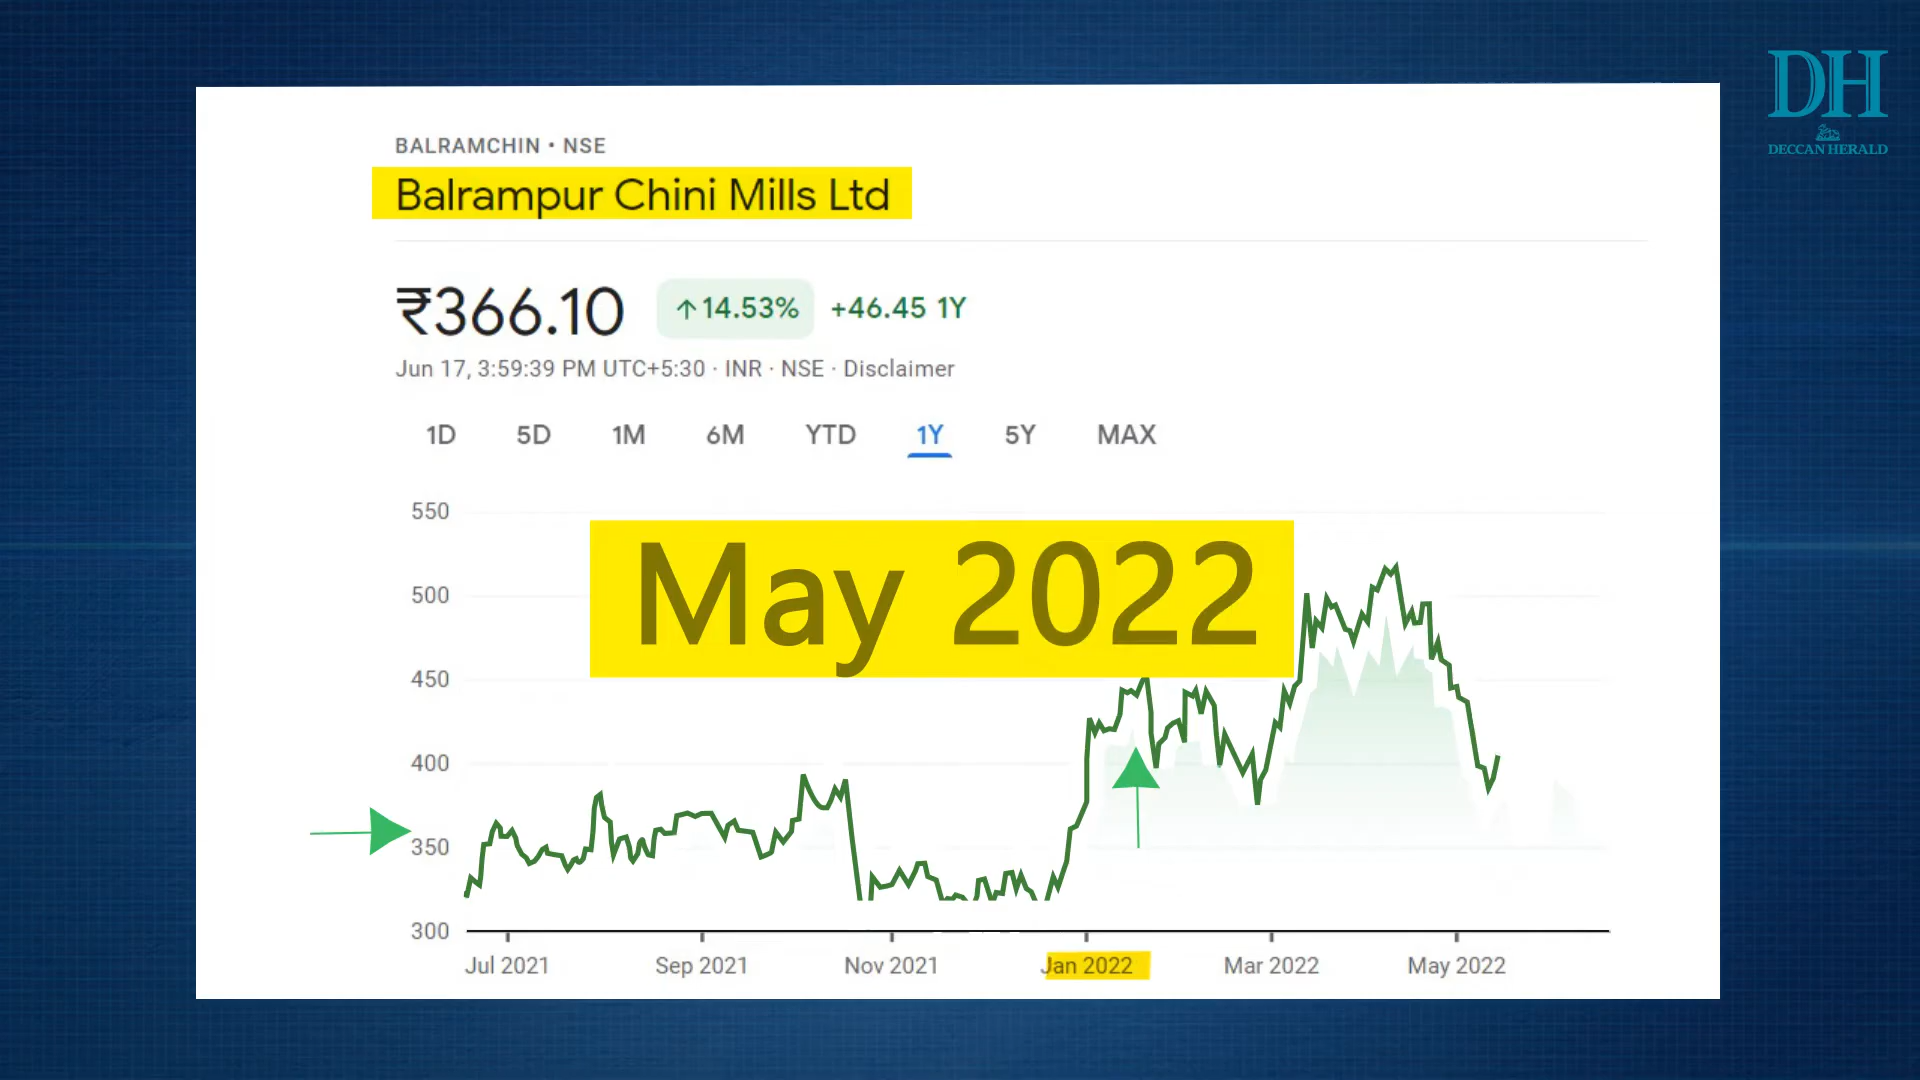 DH
DECCAN HERALD
BALRAMCHIN • NSE
Balrampur Chini Mills Ltd
₹366.10 ↑14.53% +46.45 1Y
Jun 17, 3:59:39 PM UTC+5:30 · INR · NSE · Disclaimer
1D 5D 1M 6M YTD 1Y 5Y MAX
550
May 2022
500
450
400
350
300
Jul 2021 Sep 2021 Nov 2021 Jan 2022 Mar 2022 May 2022